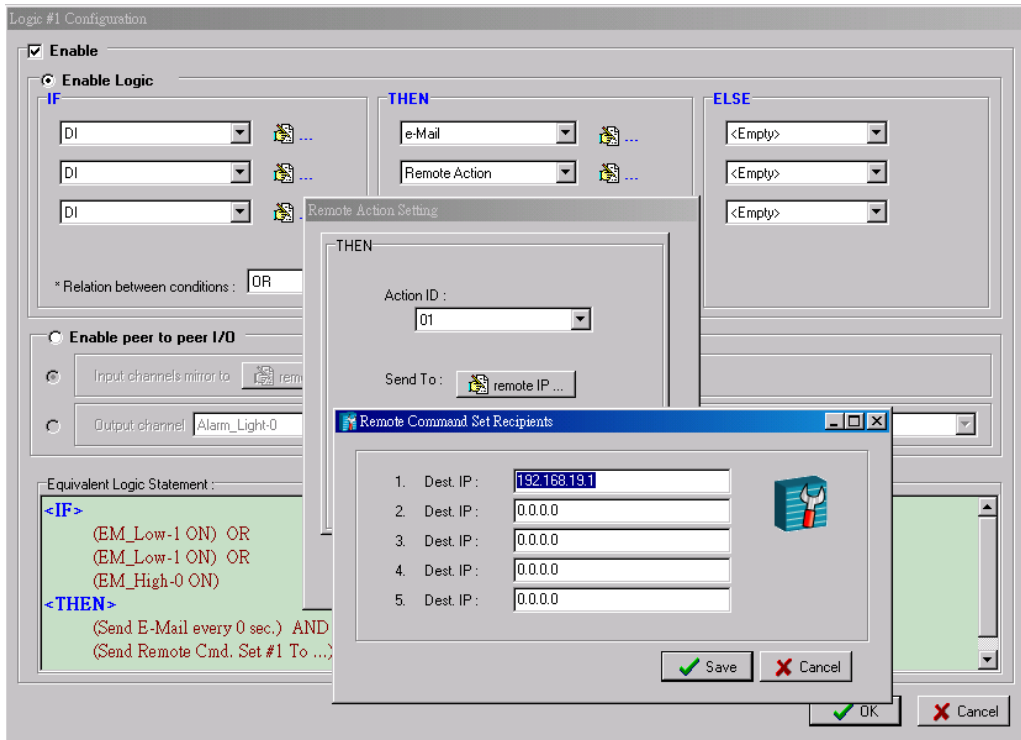 Logic #1 Configuration
Enable
Enable Logic
IF
THEN
ELSE
DI
...
e-Mail
...
<Empty>
DI
...
Remote Action
...
<Empty>
DI
<Empty>
* Relation between conditions :
OR
Remote Action Setting
THEN
Action ID :
01
Send To :
remote IP ...
Enable peer to peer I/O
Input channels mirror to
Output channel
Alarm_Light-0
Remote Command Set Recipients
1. Dest. IP :
192.168.19.1
2. Dest. IP :
0.0.0.0
3. Dest. IP :
0.0.0.0
4. Dest. IP :
0.0.0.0
5. Dest. IP :
0.0.0.0
Save
Cancel
Equivalent Logic Statement :
<IF>
(EM_Low-1 ON) OR
(EM_Low-1 ON) OR
(EM_High-0 ON)
<THEN>
(Send E-Mail every 0 sec.) AND
(Send Remote Cmd. Set #1 To ...)
OK
Cancel